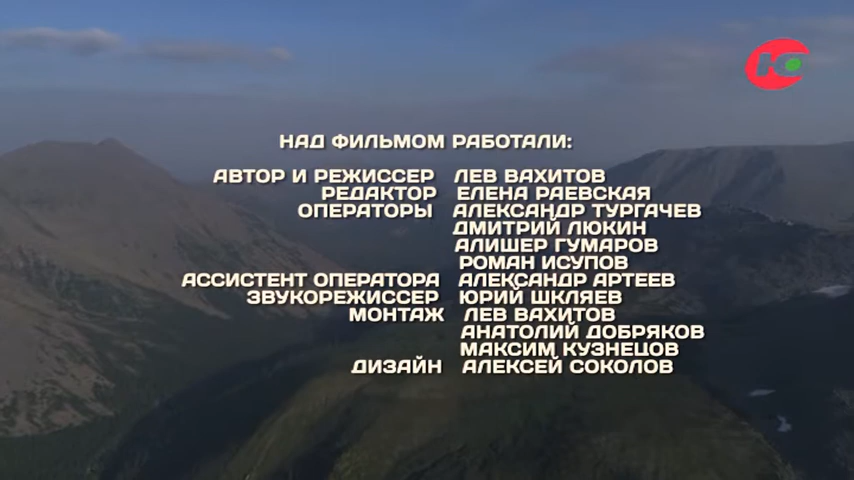 Ю
НАД ФИЛЬМОМ РАБОТАЛИ:
АВТОР И РЕЖИССЕР ЛЕВ ВАХИТОВ
РЕДАКТОР ЕЛЕНА РАЕВСКАЯ
ОПЕРАТОРЫ АЛЕКСАНДР ТУРГАЧЕВ
ДМИТРИЙ ЛЮКИН
АЛИШЕР ГУМАРОВ
РОМАН ИСУПОВ
АССИСТЕНТ ОПЕРАТОРА АЛЕКСАНДР АРТЕЕВ
ЗВУКОРЕЖИССЕР ЮРИЙ ШКЛЯЕВ
МОНТАЖ ЛЕВ ВАХИТОВ
АНАТОЛИЙ ДОБРЯКОВ
МАКСИМ КУЗНЕЦОВ
ДИЗАЙН АЛЕКСЕЙ СОКОЛОВ